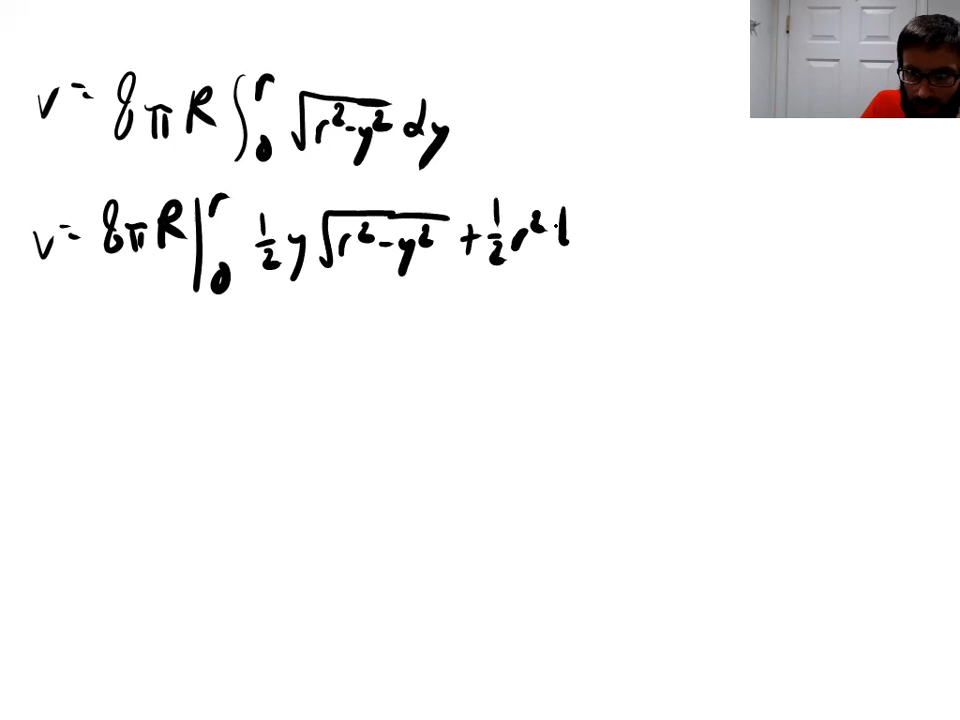 v = 8πR ∫₀ʳ √(r²-y²) dy
v = 8πR |₀ʳ ½ y √(r²-y²) + ½ r² ·